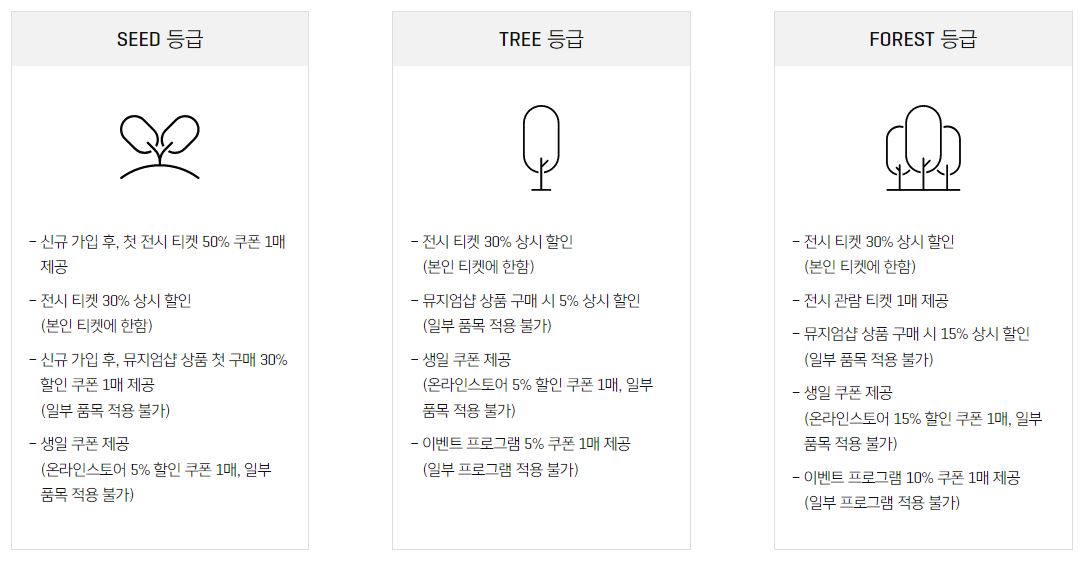 SEED 등급
– 신규 가입 후, 첫 전시 티켓 50% 쿠폰 1매
제공
– 전시 티켓 30% 상시 할인
(본인 티켓에 한함)
– 신규 가입 후, 뮤지엄샵 상품 첫 구매 30%
할인 쿠폰 1매 제공
(일부 품목 적용 불가)
– 생일 쿠폰 제공
(온라인스토어 5% 할인 쿠폰 1매, 일부
품목 적용 불가)
TREE 등급
– 전시 티켓 30% 상시 할인
(본인 티켓에 한함)
– 뮤지엄샵 상품 구매 시 5% 상시 할인
(일부 품목 적용 불가)
– 생일 쿠폰 제공
(온라인스토어 5% 할인 쿠폰 1매, 일부
품목 적용 불가)
– 이벤트 프로그램 5% 쿠폰 1매 제공
(일부 프로그램 적용 불가)
FOREST 등급
– 전시 티켓 30% 상시 할인
(본인 티켓에 한함)
– 전시 관람 티켓 1매 제공
– 뮤지엄샵 상품 구매 시 15% 상시 할인
(일부 품목 적용 불가)
– 생일 쿠폰 제공
(온라인스토어 15% 할인 쿠폰 1매, 일부
품목 적용 불가)
– 이벤트 프로그램 10% 쿠폰 1매 제공
(일부 프로그램 적용 불가)